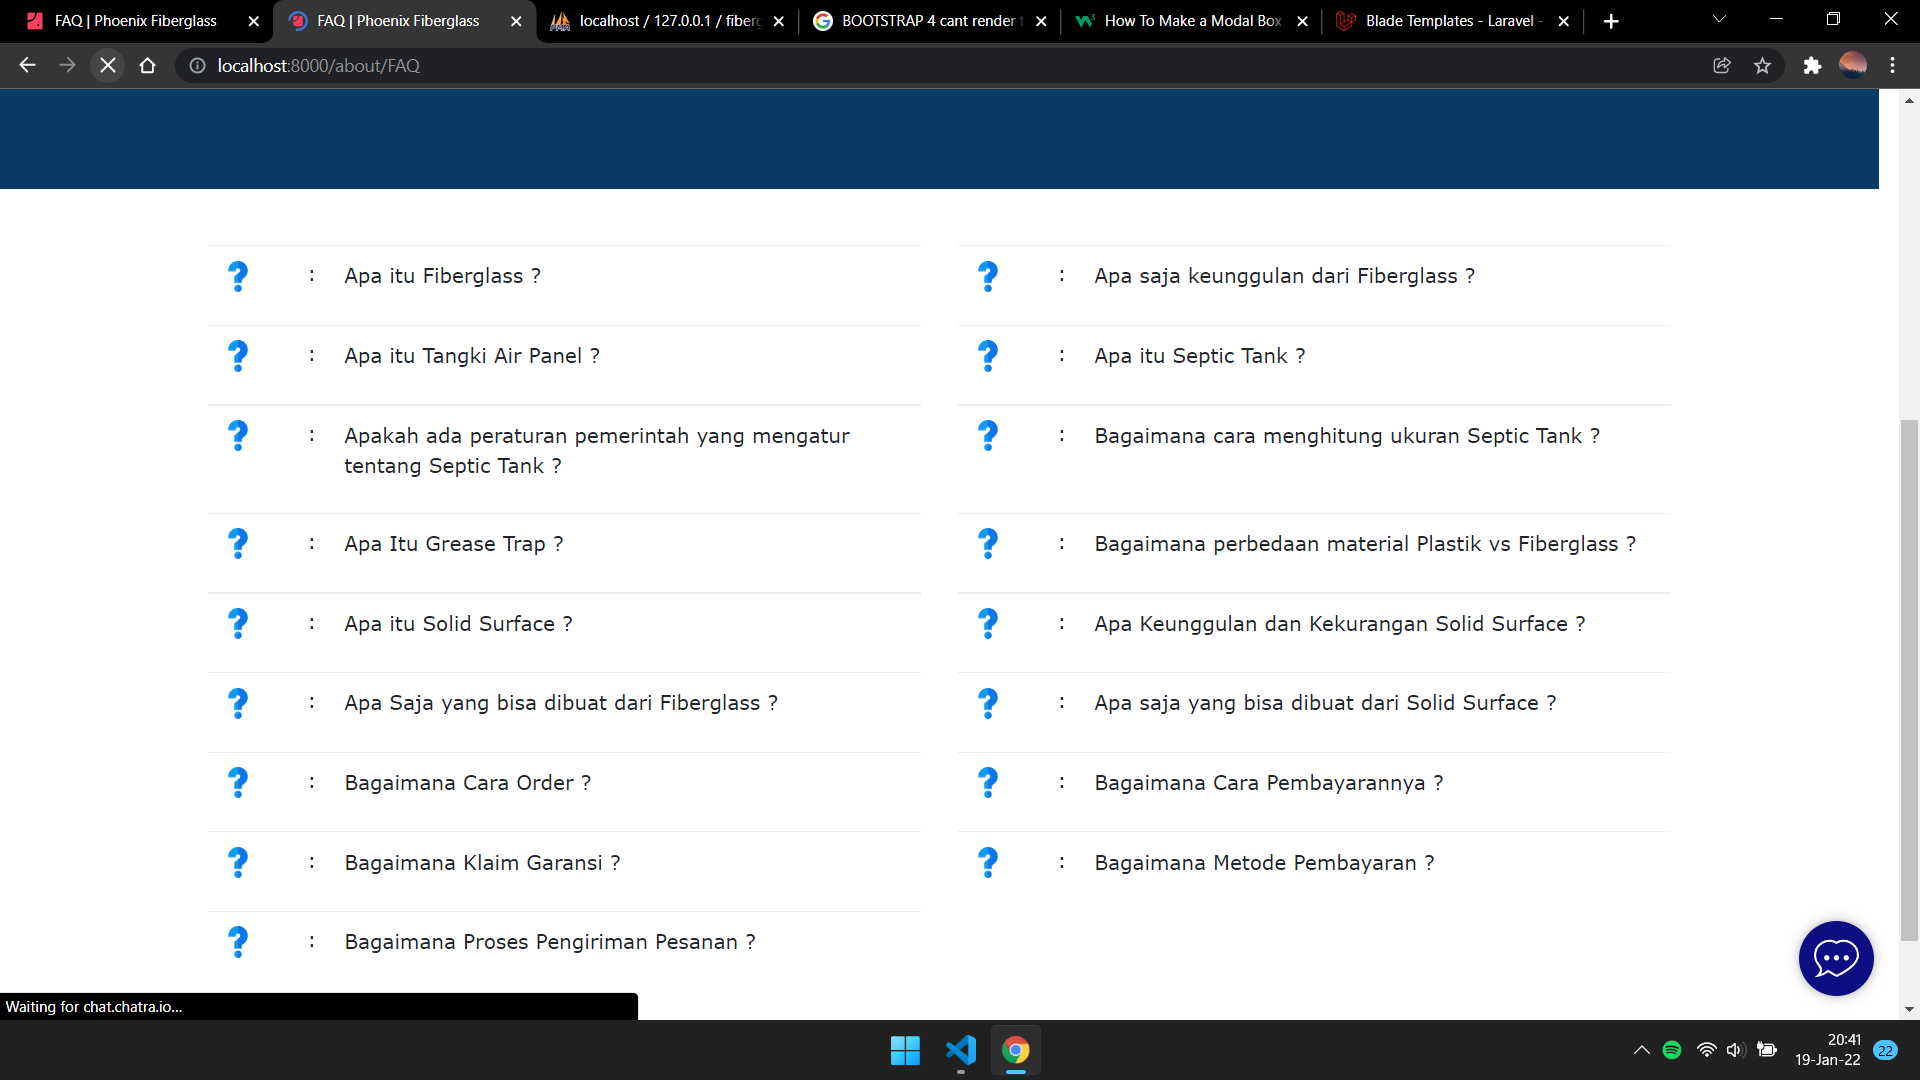 FAQ | Phoenix Fiberglass
FAQ | Phoenix Fiberglass
localhost / 127.0.0.1 / fiberg
BOOTSTRAP 4 cant render
How To Make a Modal Box
Blade Templates - Laravel -
localhost:8000/about/FAQ
: Apa itu Fiberglass ?
: Apa saja keunggulan dari Fiberglass ?
: Apa itu Tangki Air Panel ?
: Apa itu Septic Tank ?
: Apakah ada peraturan pemerintah yang mengatur
tentang Septic Tank ?
: Bagaimana cara menghitung ukuran Septic Tank ?
: Apa Itu Grease Trap ?
: Bagaimana perbedaan material Plastik vs Fiberglass ?
: Apa itu Solid Surface ?
: Apa Keunggulan dan Kekurangan Solid Surface ?
: Apa Saja yang bisa dibuat dari Fiberglass ?
: Apa saja yang bisa dibuat dari Solid Surface ?
: Bagaimana Cara Order ?
: Bagaimana Cara Pembayarannya ?
: Bagaimana Klaim Garansi ?
: Bagaimana Metode Pembayaran ?
: Bagaimana Proses Pengiriman Pesanan ?
Waiting for chat.chatra.io...
20:41
19-Jan-22
22